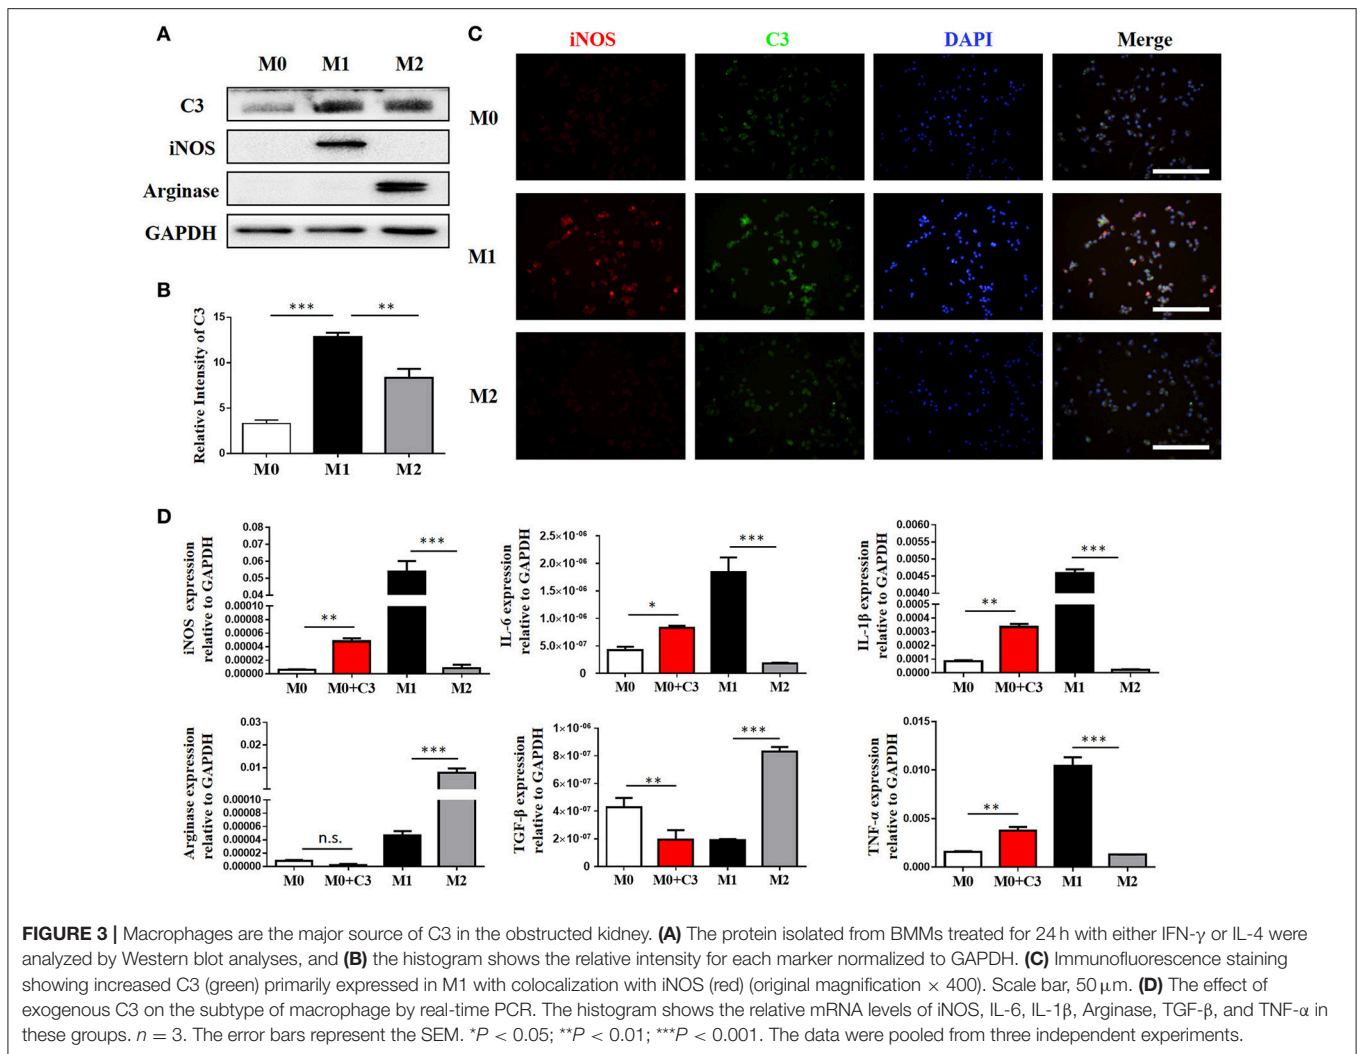 A
M0 M1 M2
C3
iNOS
Arginase
GAPDH
B
*** **
Relative Intensity of C3
15
10
5
0
M0 M1 M2
C
iNOS C3 DAPI Merge
M0
M1
M2
D
iNOS expression
relative to GAPDH
0.08
0.07
0.06
0.05
0.04
0.00010
0.00008
0.00006
0.00004
0.00002
0.00000
** ***
M0 M0+C3 M1 M2
IL-6 expression
relative to GAPDH
2.5×10-06
2.0×10-06
1.5×10-06
1.0×10-06
5.0×10-07
0
* ***
M0 M0+C3 M1 M2
IL-1β expression
relative to GAPDH
0.0060
0.0055
0.0050
0.0045
0.0040
0.0005
0.0004
0.0003
0.0002
0.0001
0.0000
** ***
M0 M0+C3 M1 M2
Arginase expression
relative to GAPDH
0.03
0.02
0.01
0.00010
0.00008
0.00006
0.00004
0.00002
0.00000
n.s. ***
M0 M0+C3 M1 M2
TGF-β expression
relative to GAPDH
1×10-06
8×10-07
6×10-07
4×10-07
2×10-07
0
** ***
M0 M0+C3 M1 M2
TNF-α expression
relative to GAPDH
0.015
0.010
0.005
0.000
** ***
M0 M0+C3 M1 M2
FIGURE 3 | Macrophages are the major source of C3 in the obstructed kidney. (A) The protein isolated from BMMs treated for 24 h with either IFN-γ or IL-4 were
analyzed by Western blot analyses, and (B) the histogram shows the relative intensity for each marker normalized to GAPDH. (C) Immunofluorescence staining
showing increased C3 (green) primarily expressed in M1 with colocalization with iNOS (red) (original magnification × 400). Scale bar, 50 μm. (D) The effect of
exogenous C3 on the subtype of macrophage by real-time PCR. The histogram shows the relative mRNA levels of iNOS, IL-6, IL-1β, Arginase, TGF-β, and TNF-α in
these groups. n = 3. The error bars represent the SEM. *P < 0.05; **P < 0.01; ***P < 0.001. The data were pooled from three independent experiments.